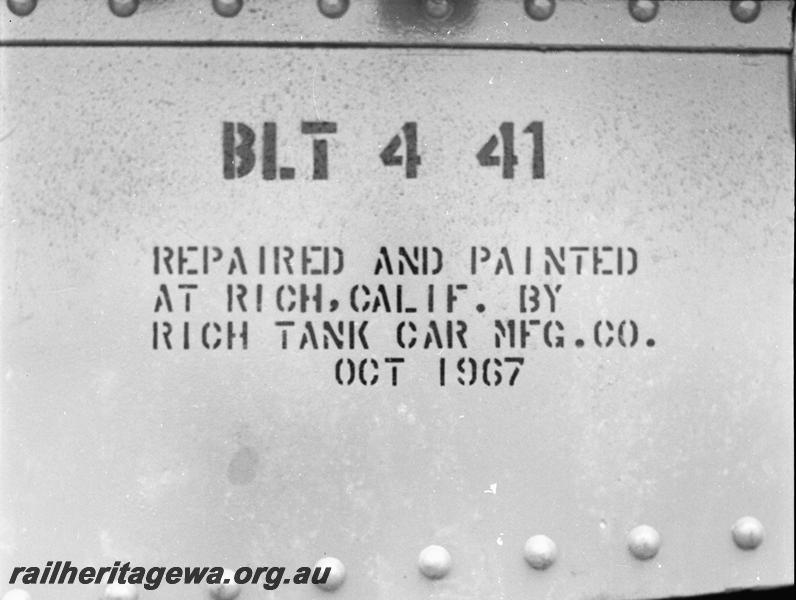 BLT 4 41
REPAIRED AND PAINTED
AT RICH, CALIF. BY
RICH TANK CAR MFG. CO.
OCT 1967
railheritagewa.org.au